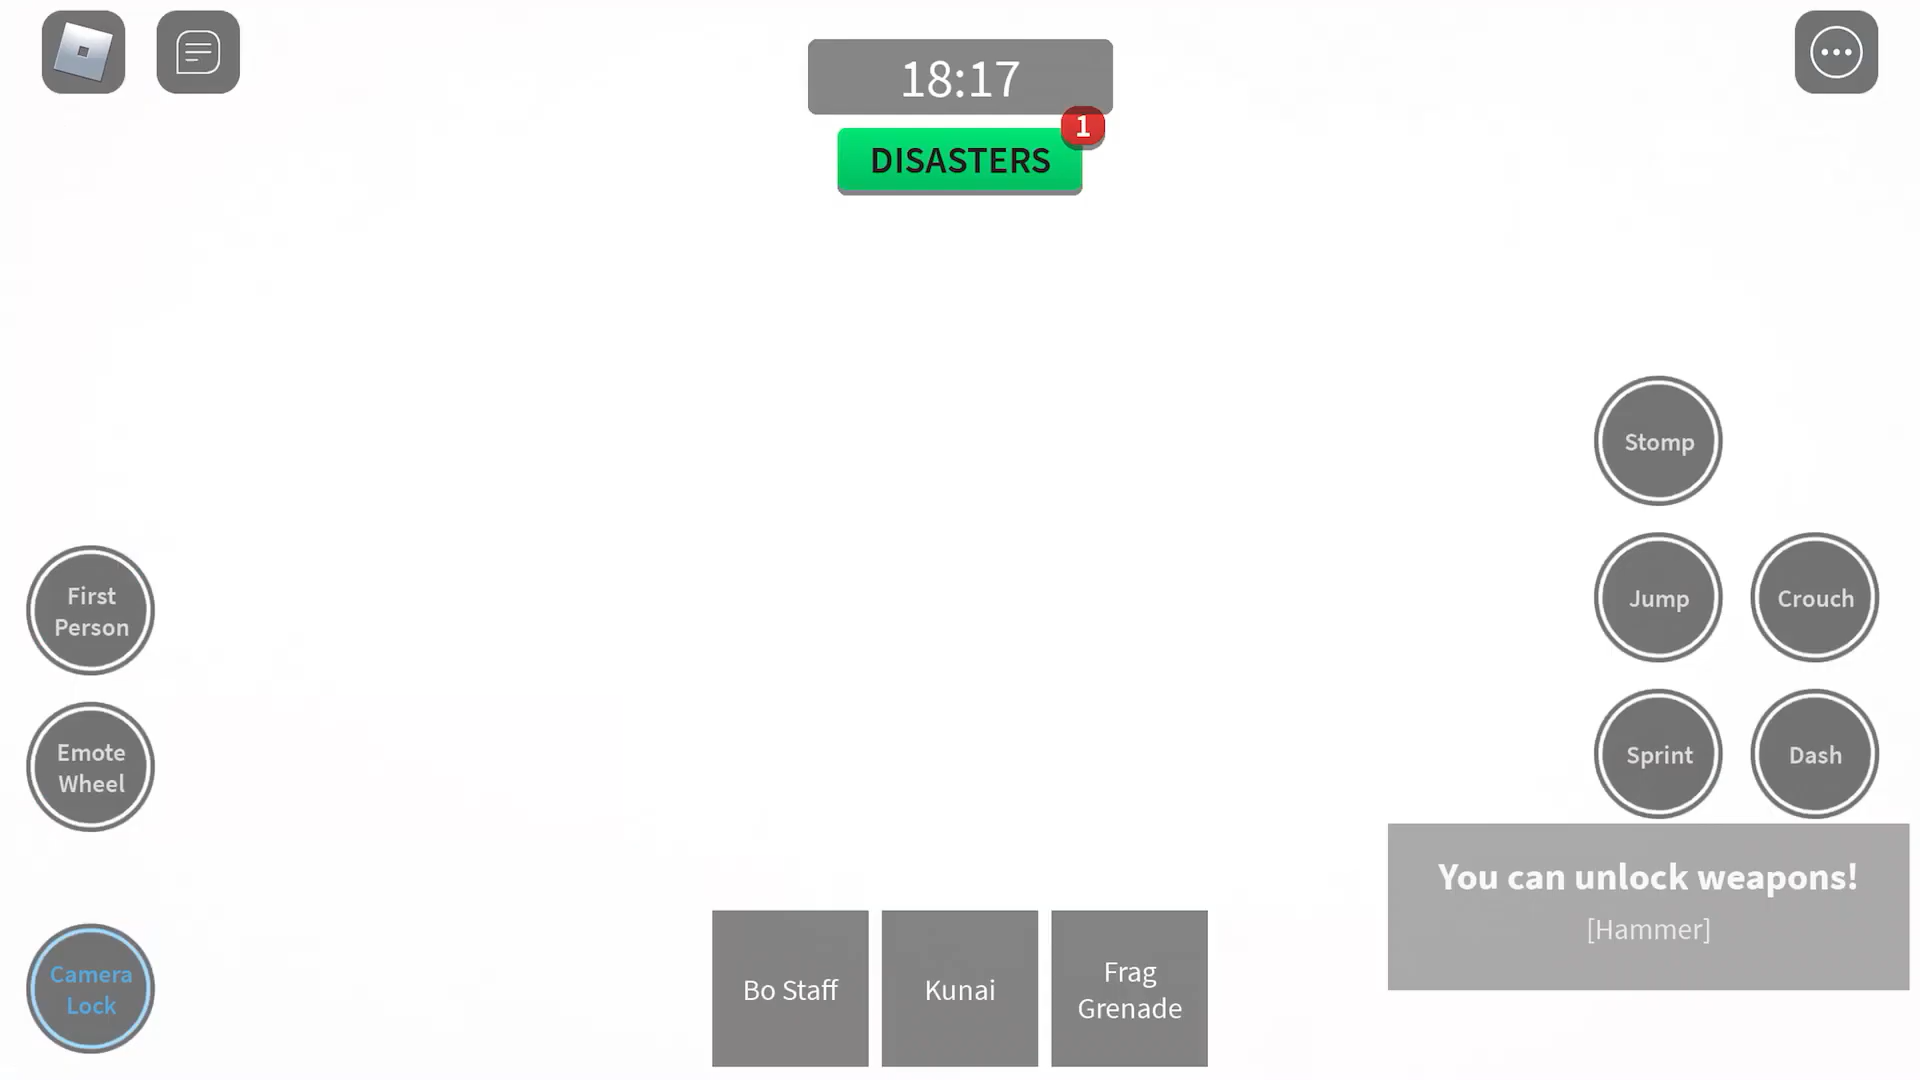 18:17
1
DISASTERS
Stomp
First
Person
Jump
Crouch
Emote
Wheel
Sprint
Dash
You can unlock weapons!
[Hammer]
Camera
Lock
Bo Staff
Kunai
Frag
Grenade